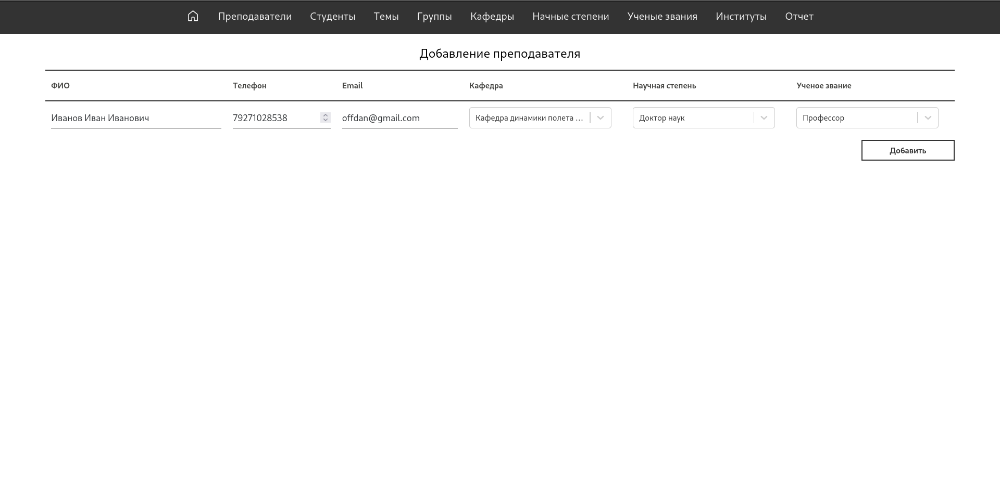 Преподаватели Студенты Темы Группы Кафедры Начные степени Ученые звания Институты Отчет
Добавление преподавателя
ФИО Телефон Email Кафедра Научная степень Ученое звание
Иванов Иван Иванович 79271028538 offdan@gmail.com Кафедра динамики полета ... Доктор наук Профессор
Добавить